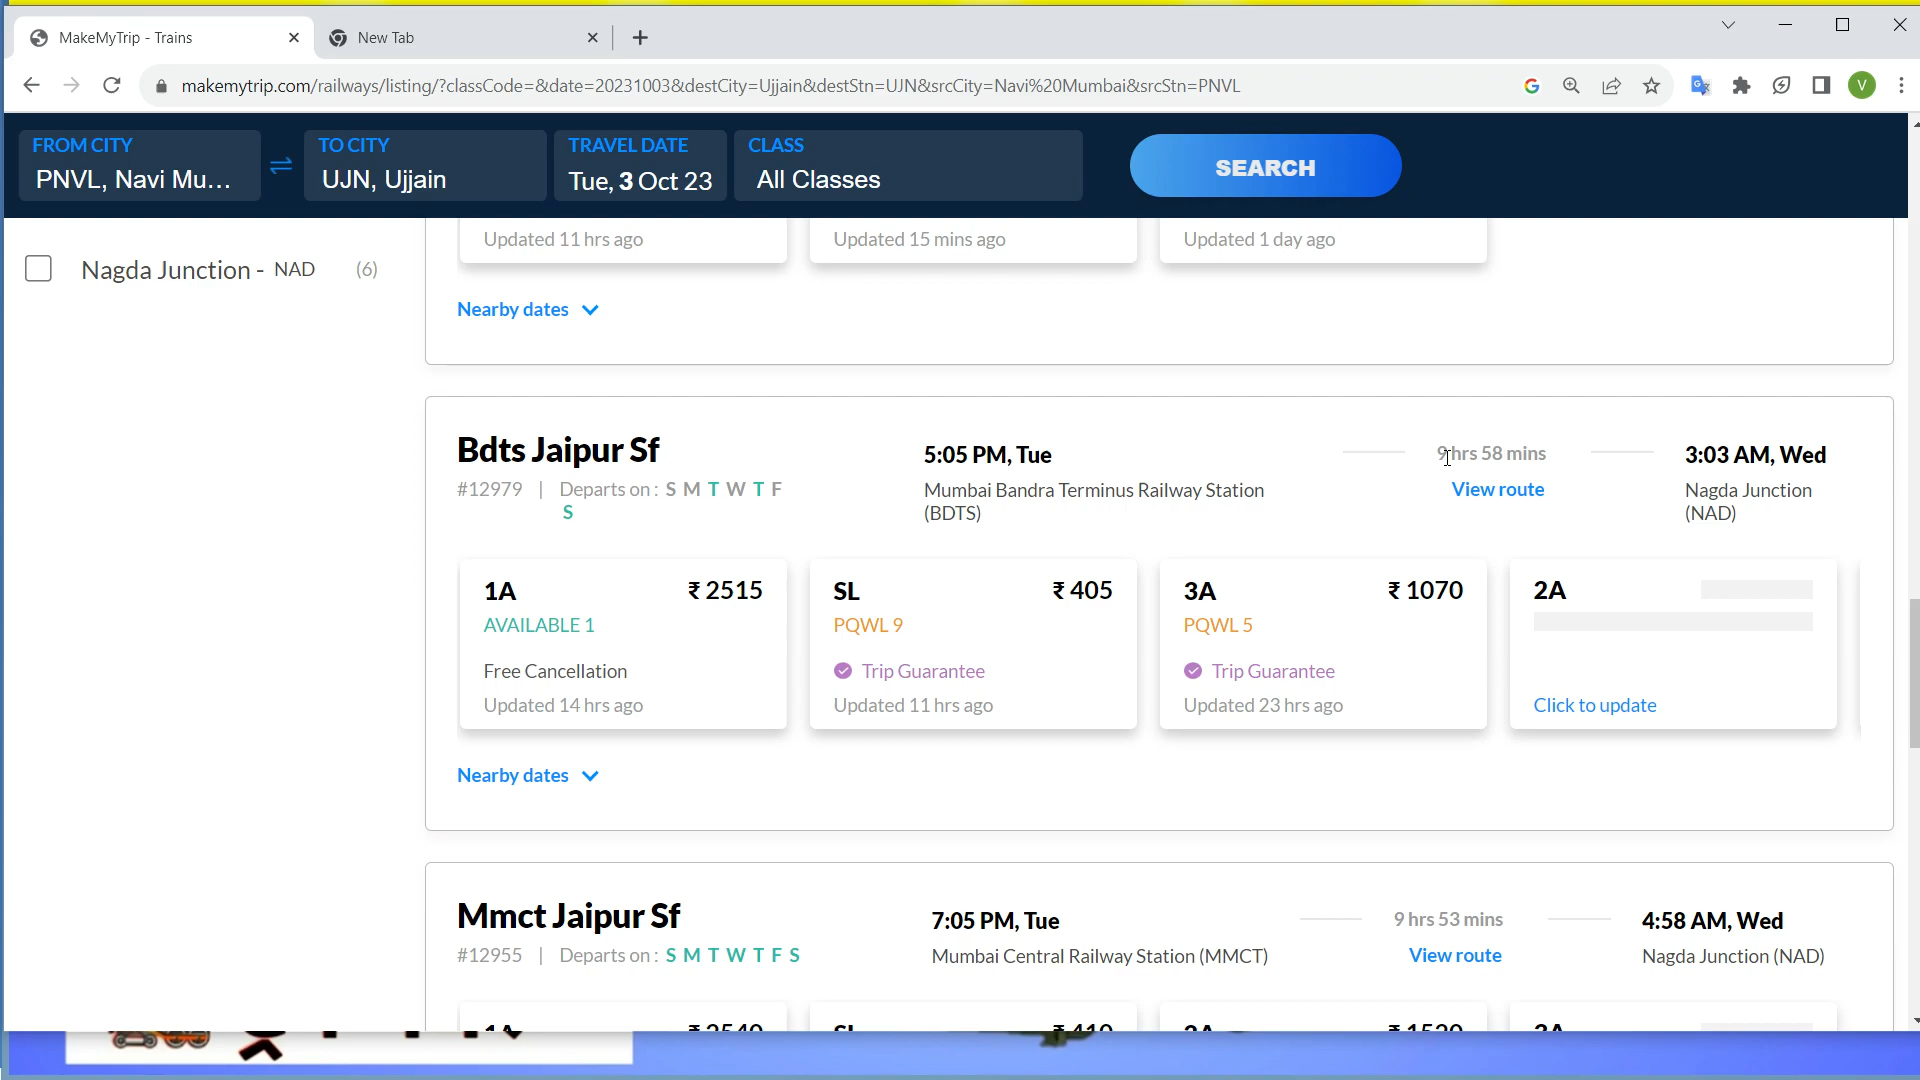 MakeMyTrip - Trains
New Tab
makemytrip.com/railways/listing/?classCode=&date=20231003&destCity=Ujjain&destStn=UJN&srcCity=Navi%20Mumbai&srcStn=PNVL
V
FROM CITY
PNVL, Navi Mu...
TO CITY
UJN, Ujjain
TRAVEL DATE
Tue, 3 Oct 23
CLASS
All Classes
SEARCH
Updated 11 hrs ago
Updated 15 mins ago
Updated 1 day ago
Nagda Junction - NAD (6)
Nearby dates
Bdts Jaipur Sf
#12979 | Departs on : S M T W T F
S
5:05 PM, Tue
Mumbai Bandra Terminus Railway Station
(BDTS)
9 hrs 58 mins
View route
3:03 AM, Wed
Nagda Junction
(NAD)
1A ₹ 2515
AVAILABLE 1
Free Cancellation
Updated 14 hrs ago
SL ₹ 405
PQWL 9
Trip Guarantee
Updated 11 hrs ago
3A ₹ 1070
PQWL 5
Trip Guarantee
Updated 23 hrs ago
2A
Click to update
Nearby dates
Mmct Jaipur Sf
#12955 | Departs on : S M T W T F S
7:05 PM, Tue
Mumbai Central Railway Station (MMCT)
9 hrs 53 mins
View route
4:58 AM, Wed
Nagda Junction (NAD)